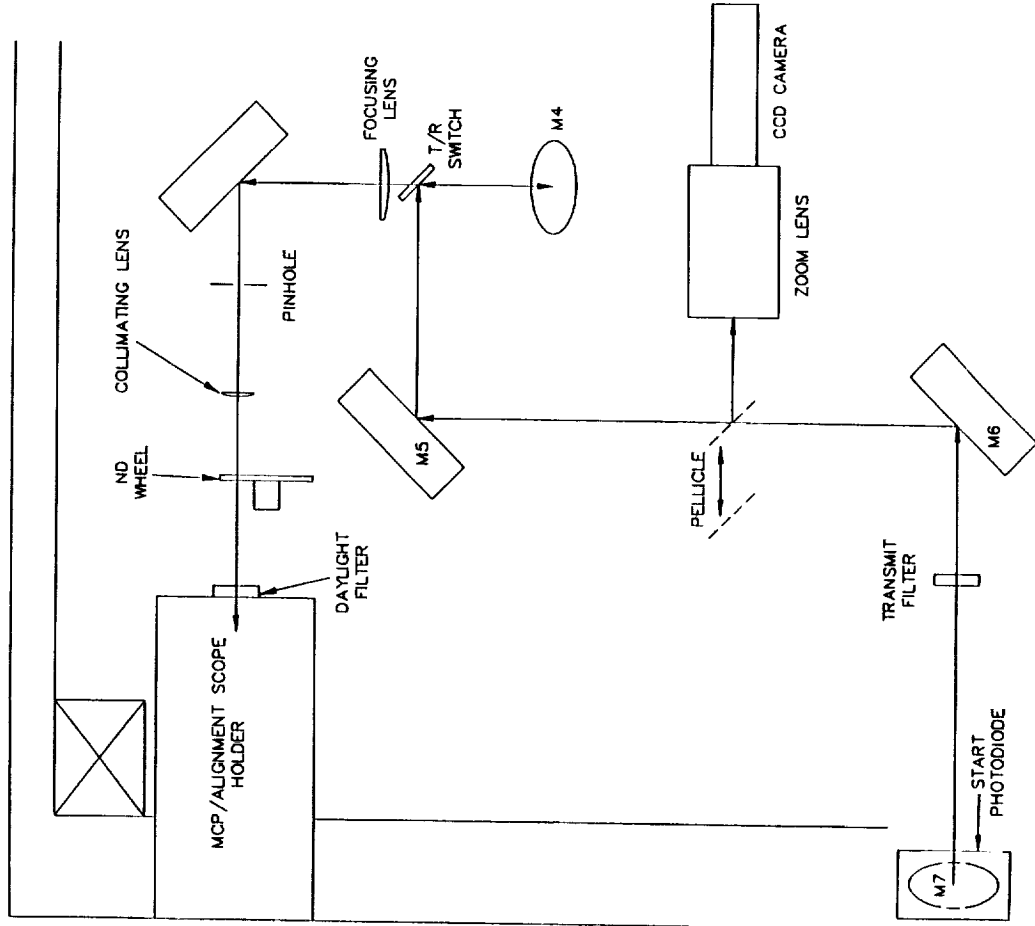 COLLIMATING LENS
ND
WHEEL
PINHOLE
FOCUSING
LENS
T/R
SWITCH
M4
DAYLIGHT
FILTER
MCP/ALIGNMENT SCOPE
HOLDER
M5
PELLICLE
CCD CAMERA
ZOOM LENS
M6
TRANSMIT
FILTER
START
PHOTODIODE
M7